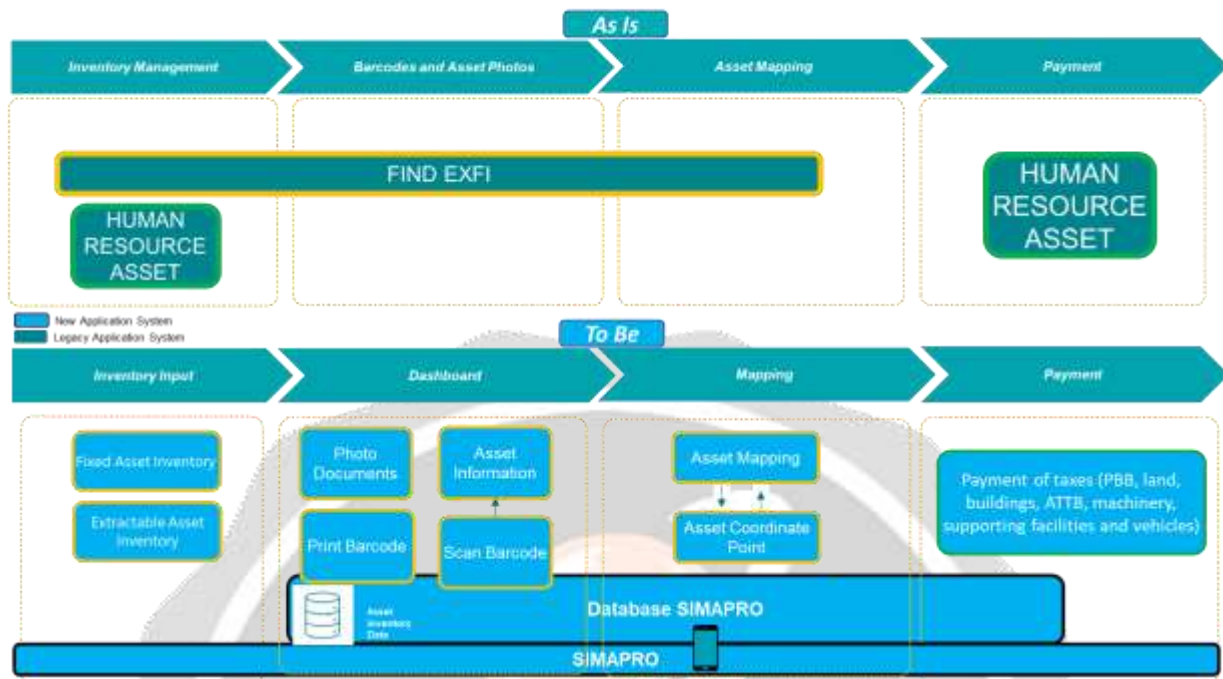 As Is
Inventory Management
Barcodes and Asset Photos
Asset Mapping
Payment
FIND EXFI
HUMAN
RESOURCE
ASSET
HUMAN
RESOURCE
ASSET
New Application System
Legacy Application System
To Be
Inventory Input
Dashboard
Mapping
Payment
Fixed Asset Inventory
Extractable Asset
Inventory
Photo
Documents
Asset
Information
Print Barcode
Scan Barcode
Asset Mapping
Asset Coordinate
Point
Payment of taxes (PBB, land,
buildings, ATTB, machinery,
supporting facilities and vehicles)
Asset
Inventory
Data
Database SIMAPRO
SIMAPRO